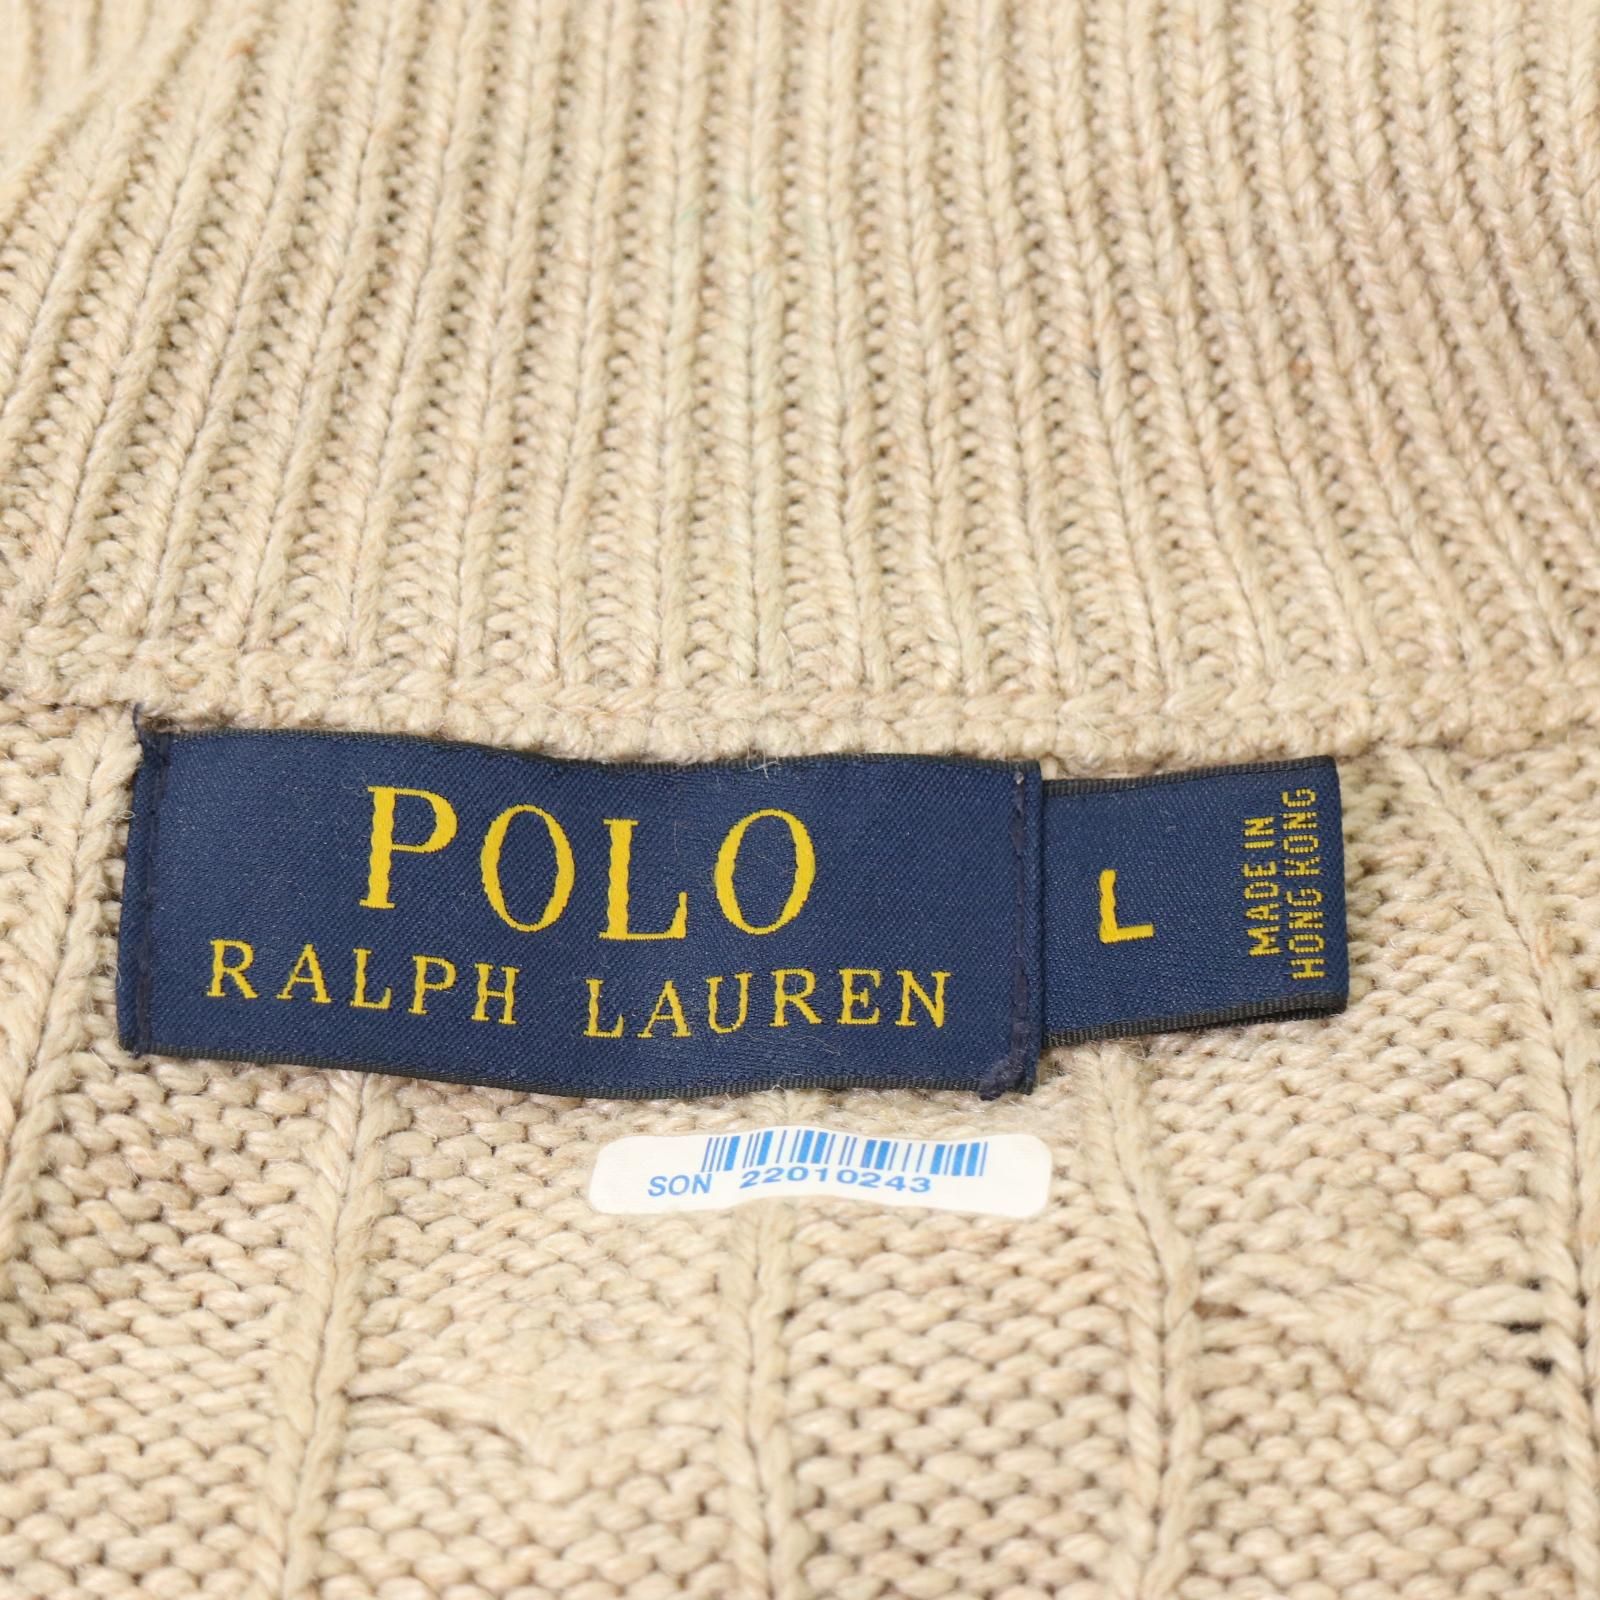 POLO
RALPH LAUREN
L
MADE IN
HONG KONG
SON 22010243